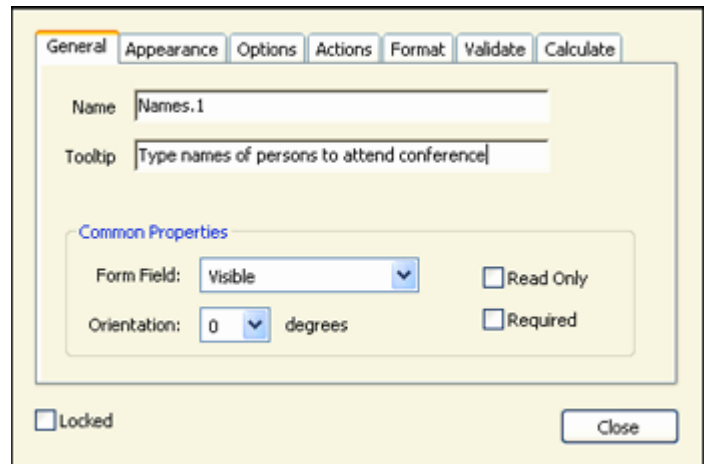 General Appearance Options Actions Format Validate Calculate
Name Names.1
Tooltip Type names of persons to attend conference
Common Properties
Form Field: Visible Read Only
Orientation: 0 degrees Required
Locked Close